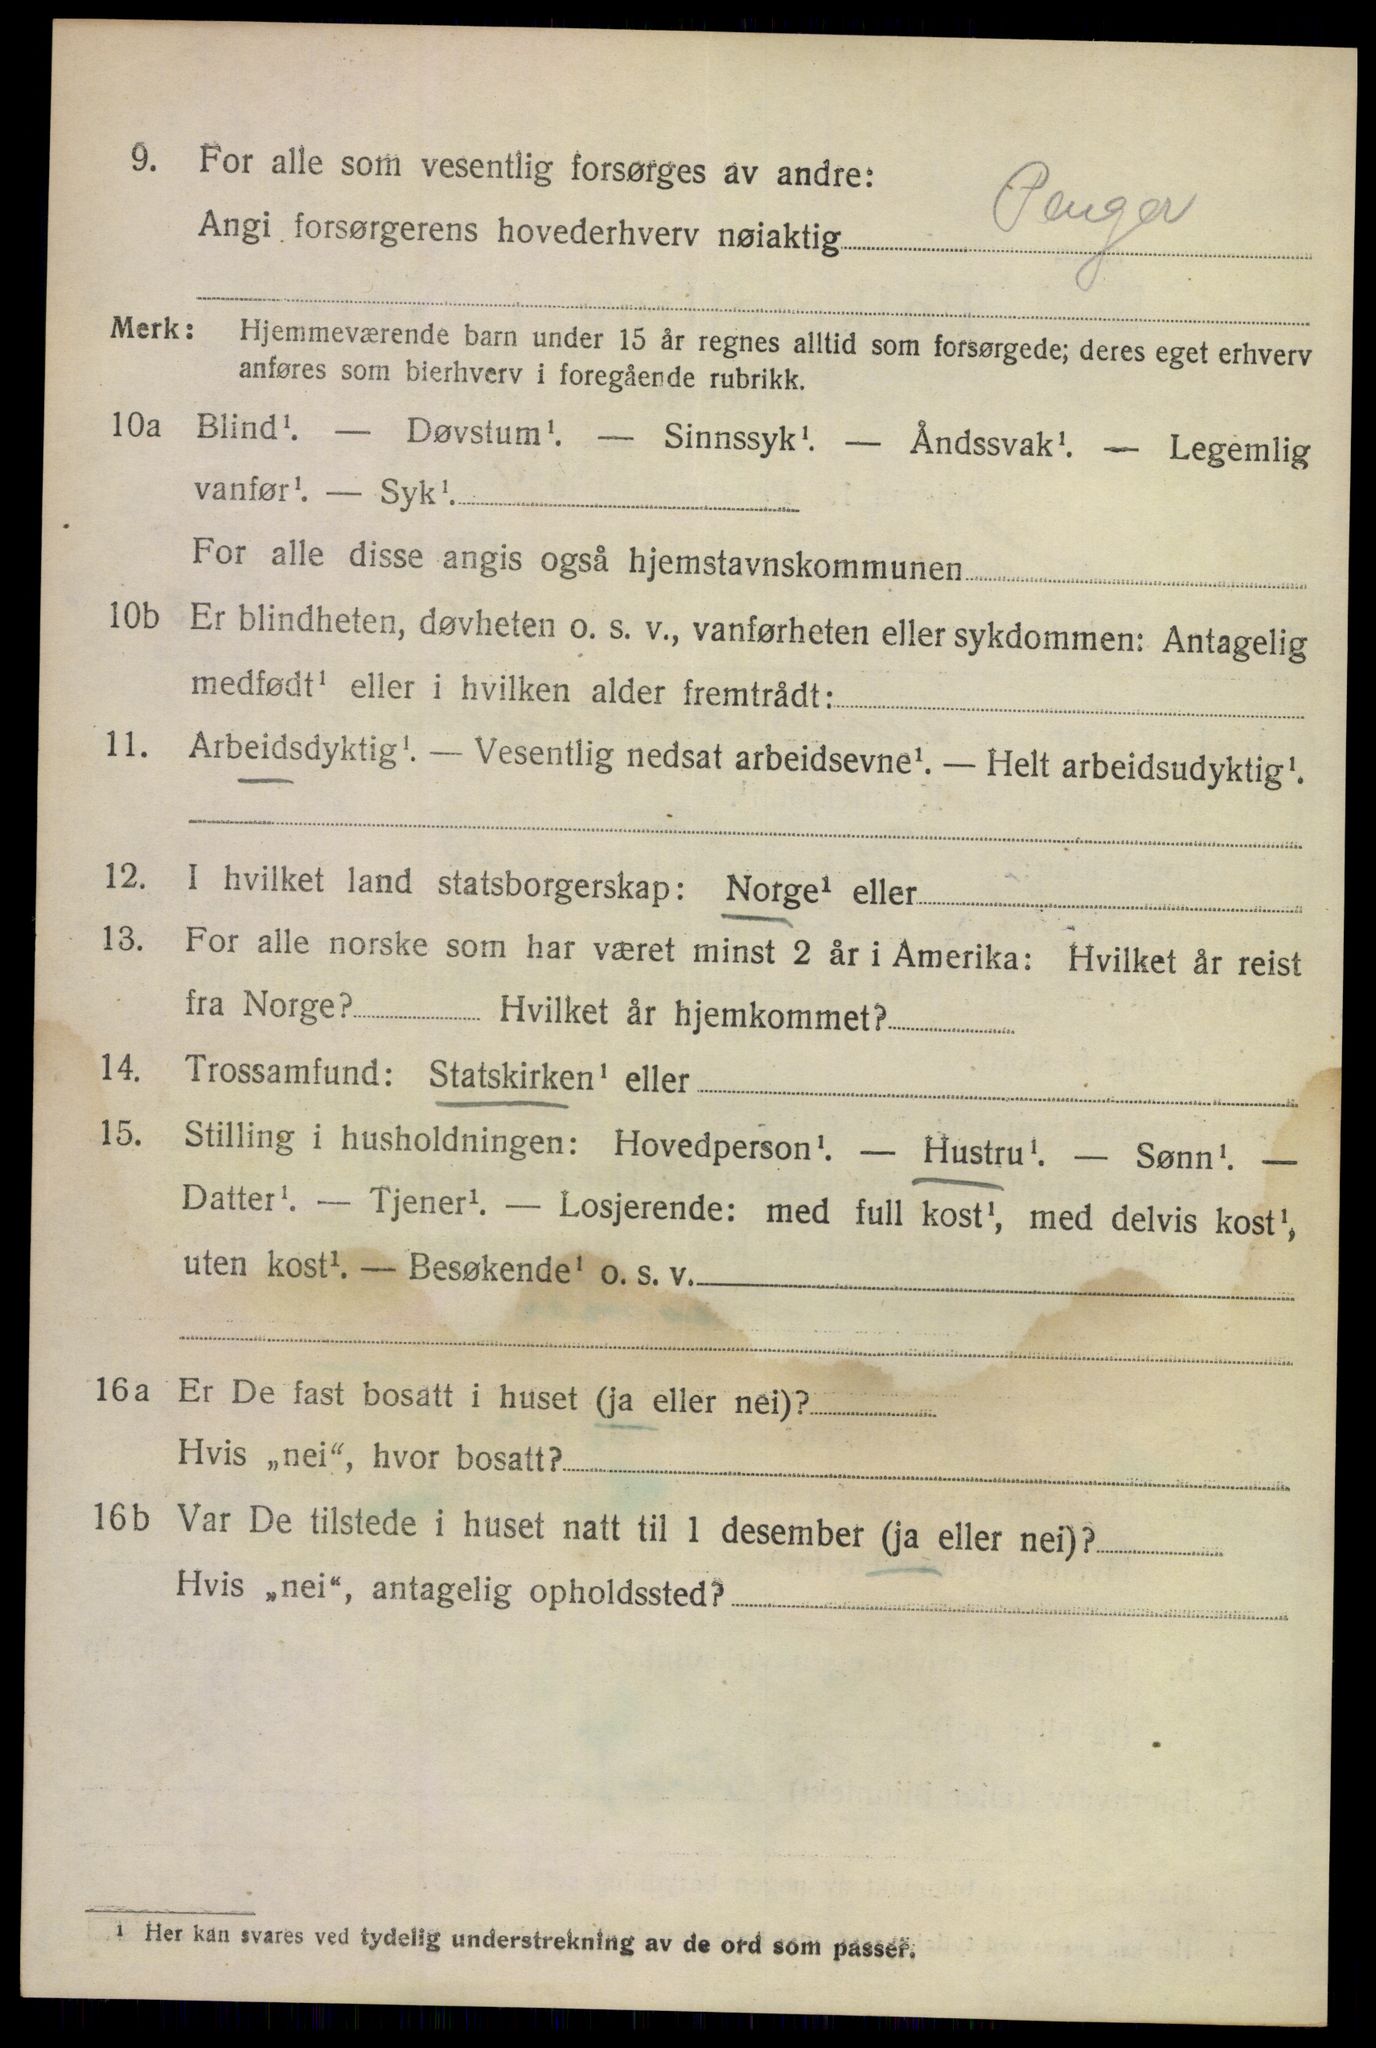 9. For alle som vesentlig forsørges av andre:
Angi forsørgerens hovederhverv nøiaktig Penger
Merk: Hjemmeværende barn under 15 år regnes alltid som forsørgede; deres eget erhverv
anføres som bierhverv i foregående rubrikk.
10a Blind¹. — Døvstum¹. — Sinnssyk¹. — Åndssvak¹. — Legemlig
vanfør¹. — Syk¹.
For alle disse angis også hjemstavnskommunen
10b Er blindheten, døvheten o. s. v., vanførheten eller sykdommen: Antagelig
medfødt¹ eller i hvilken alder fremtrådt:
11. Arbeidsdyktig¹. — Vesentlig nedsat arbeidsevne¹. — Helt arbeidsudyktig¹.
12. I hvilket land statsborgerskap: Norge¹ eller
13. For alle norske som har været minst 2 år i Amerika: Hvilket år reist
fra Norge? Hvilket år hjemkommet?
14. Trossamfund: Statskirken¹ eller
15. Stilling i husholdningen: Hovedperson¹. — Hustru¹. — Sønn¹. —
Datter¹. — Tjener¹. — Losjerende: med full kost¹, med delvis kost¹,
uten kost¹. — Besøkende¹ o. s. v.
16a Er De fast bosatt i huset (ja eller nei)?
Hvis „nei“, hvor bosatt?
16b Var De tilstede i huset natt til 1 desember (ja eller nei)?
Hvis „nei“, antagelig opholdssted?
¹ Her kan svares ved tydelig understrekning av de ord som passer.